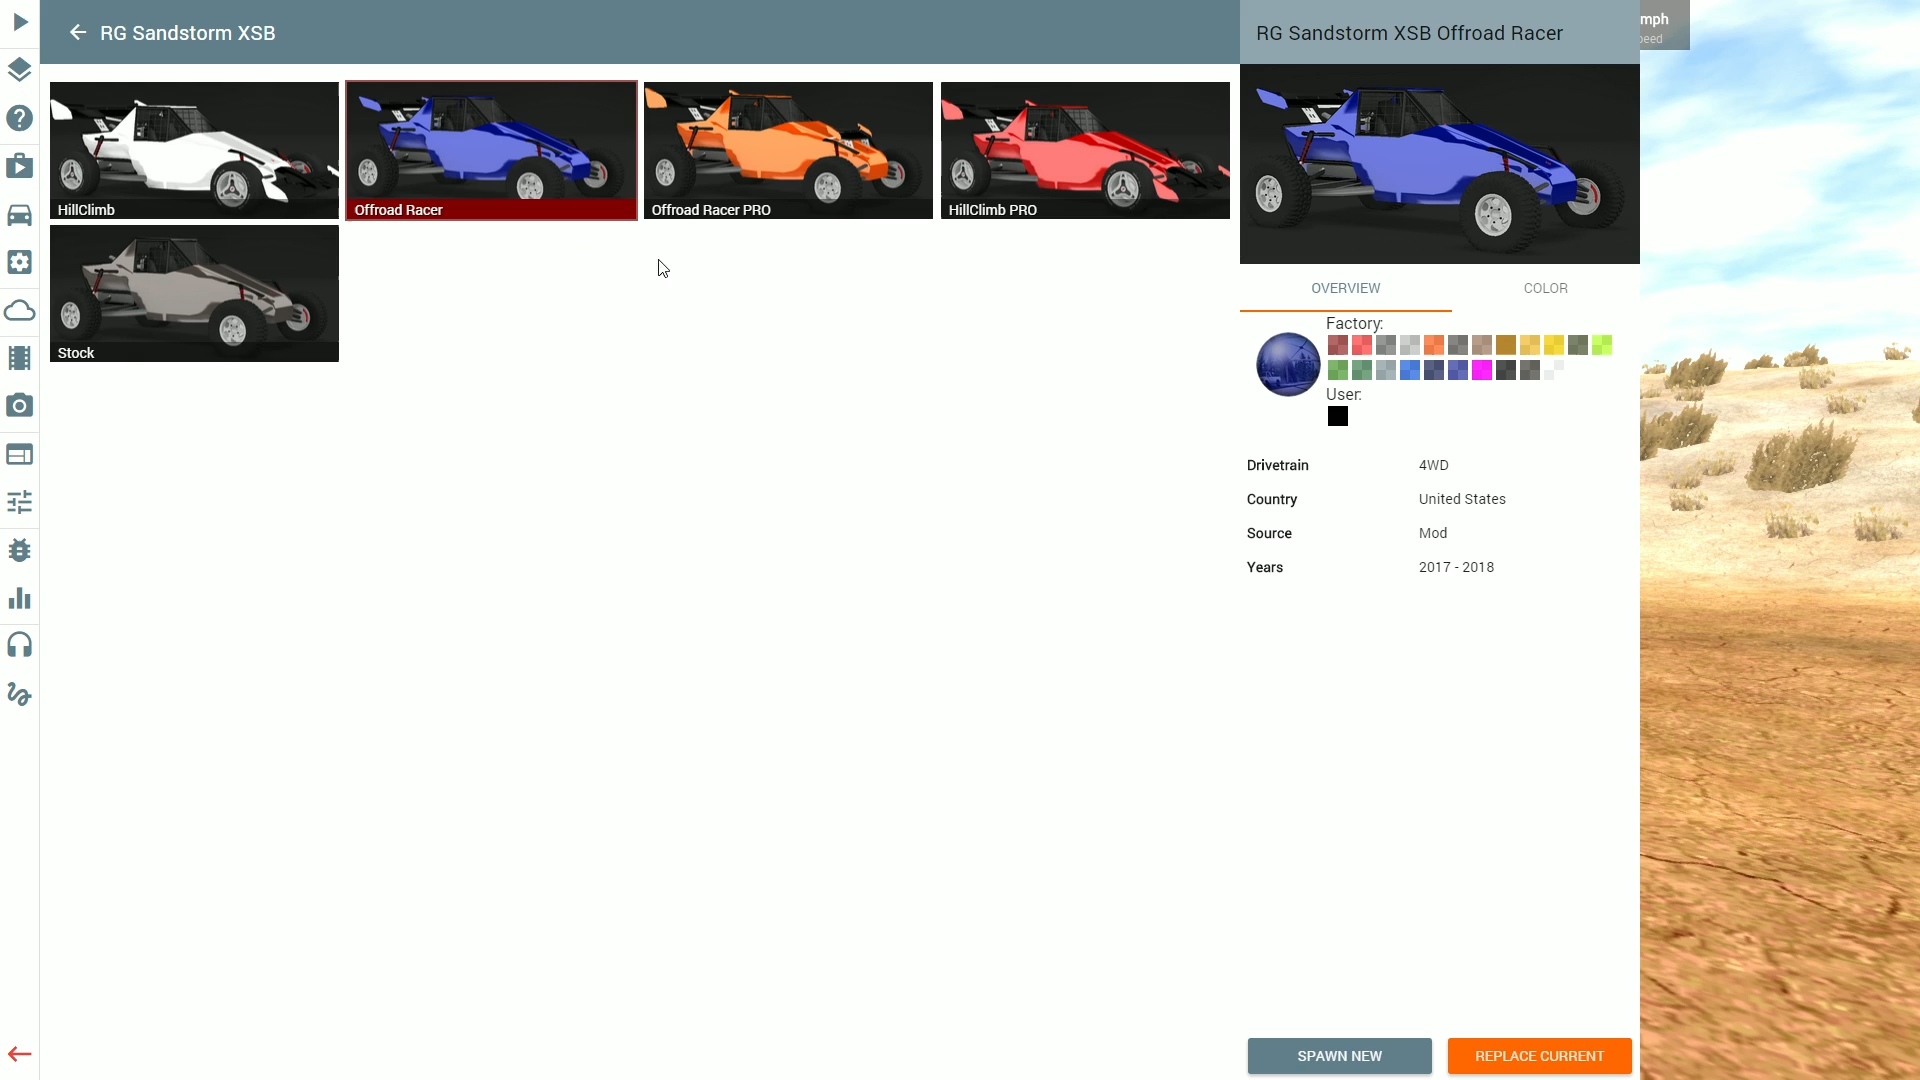 RG Sandstorm XSB
RG Sandstorm XSB Offroad Racer
mph
HillClimb
Offroad Racer
Offroad Racer PRO
HillClimb PRO
Stock
OVERVIEW
COLOR
Factory:
User:
Drivetrain 4WD
Country United States
Source Mod
Years 2017 - 2018
SPAWN NEW
REPLACE CURRENT